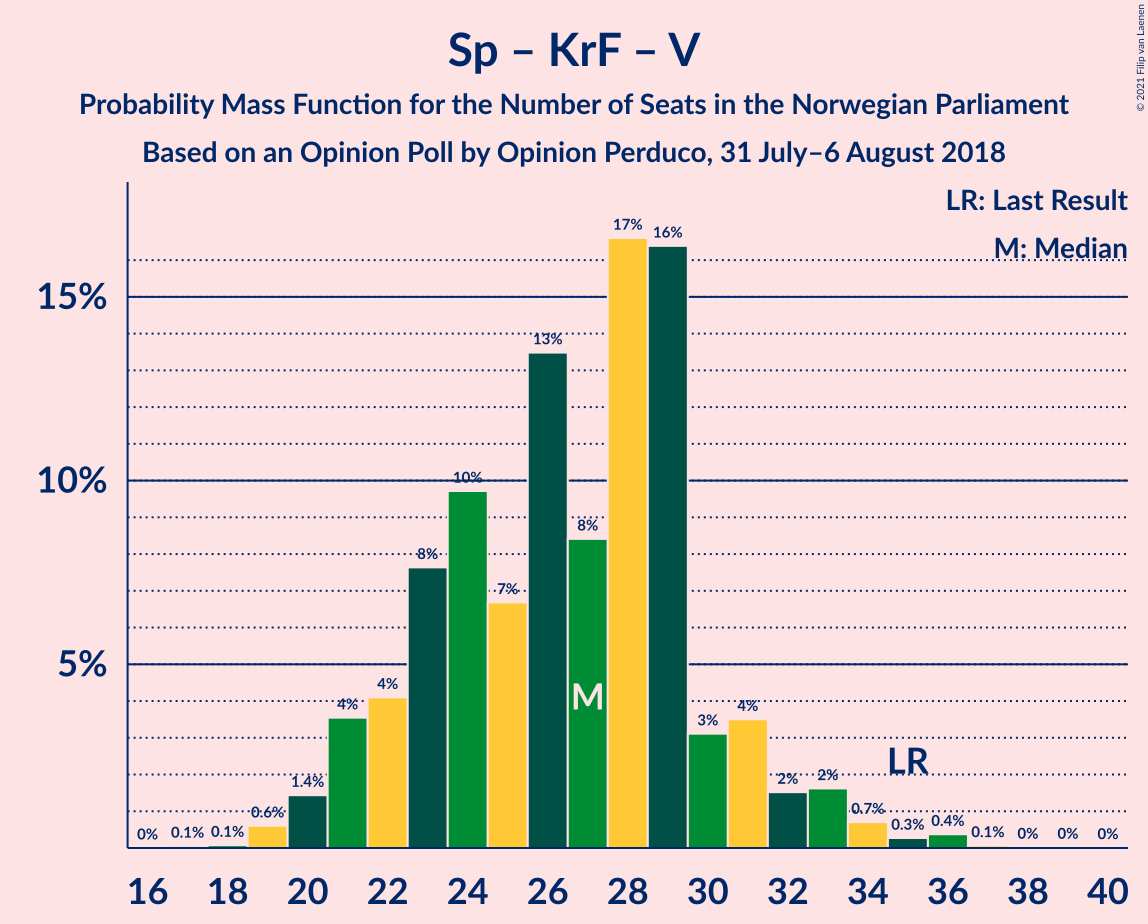 Sp – KrF – V
Probability Mass Function for the Number of Seats in the Norwegian Parliament
Based on an Opinion Poll by Opinion Perduco, 31 July–6 August 2018
© 2021 Filip van Laenen
LR: Last Result
M: Median
15%
10%
5%
0% 0.1% 0.1% 0.6% 1.4% 4% 4% 8% 10% 7% 13% 8% 17% 16% 3% 4% 2% 2% 0.7% 0.3% 0.4% 0.1% 0% 0% 0%
M
LR
16 18 20 22 24 26 28 30 32 34 36 38 40